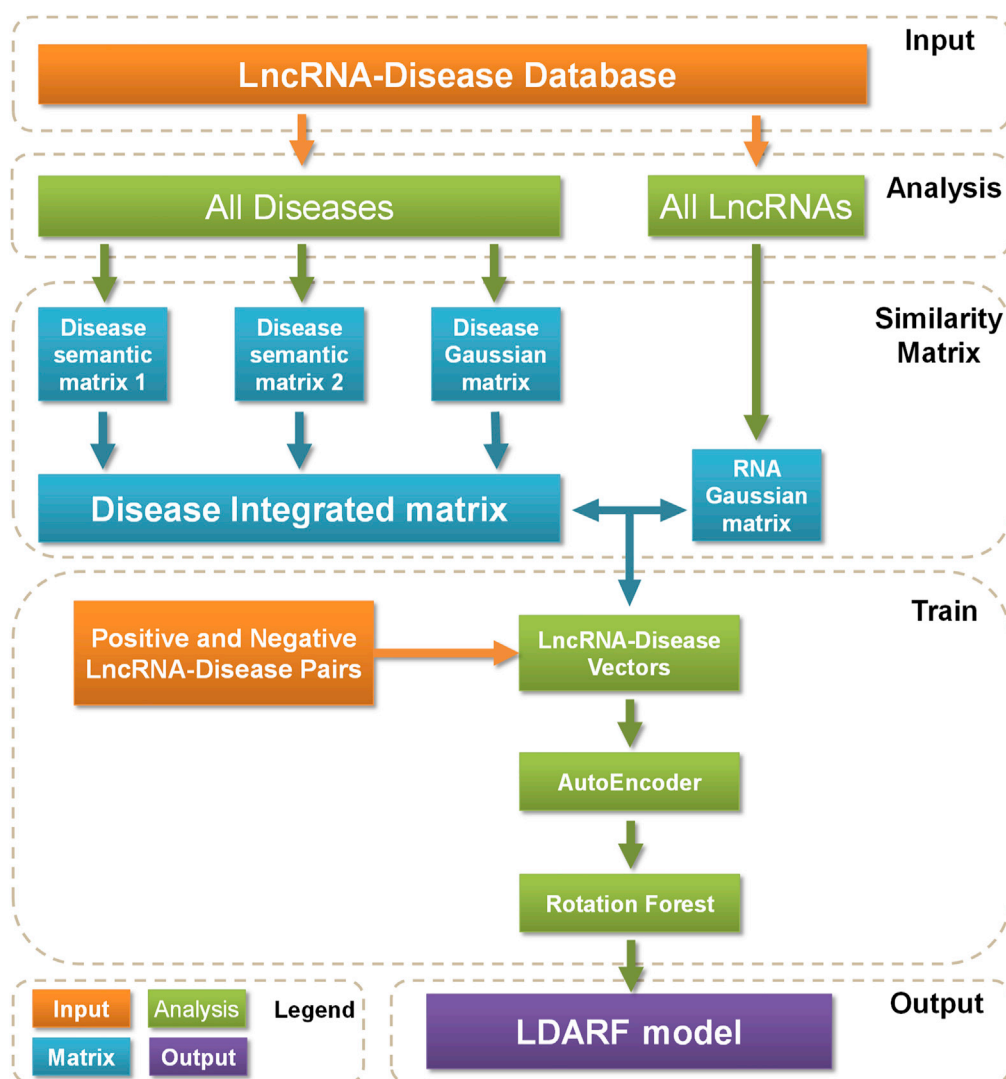 Input
LncRNA-Disease Database
All Diseases
All LncRNAs
Analysis
Similarity
Matrix
Disease
semantic
matrix 1
Disease
semantic
matrix 2
Disease
Gaussian
matrix
Disease Integrated matrix
RNA
Gaussian
matrix
Train
Positive and Negative
LncRNA-Disease Pairs
LncRNA-Disease
Vectors
AutoEncoder
Rotation Forest
Input
Analysis
Legend
Matrix
Output
Output
LDARF model